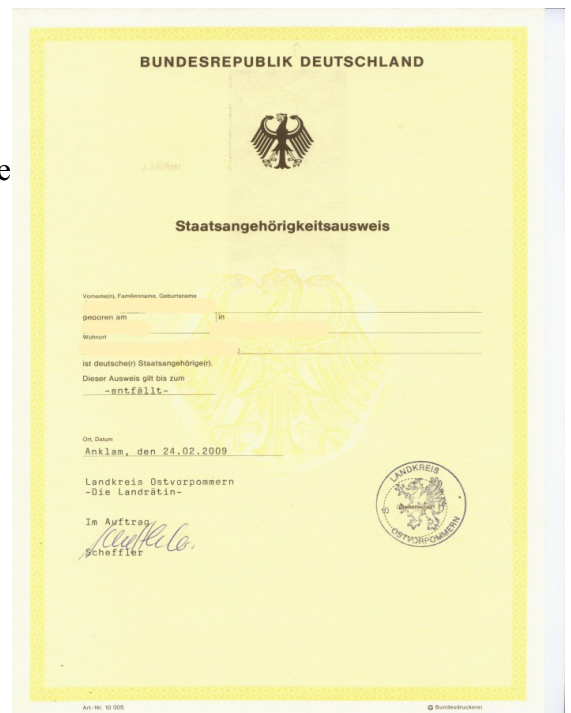 e
BUNDESREPUBLIK DEUTSCHLAND
Staatsangehörigkeitsausweis
Vorname(n), Familienname, Geburtsname
geboren am in
Wohnort
ist deutsche(r) Staatsangehörige(r).
Dieser Ausweis gilt bis zum
-entfällt-
Ort, Datum
Anklam, den 24.02.2009
Landkreis Ostvorpommern
-Die Landrätin-
Im Auftrag
Scheffler
LANDKREIS
OSTVORPOMMERN
Art.-Nr. 10 005
Bundesdruckerei